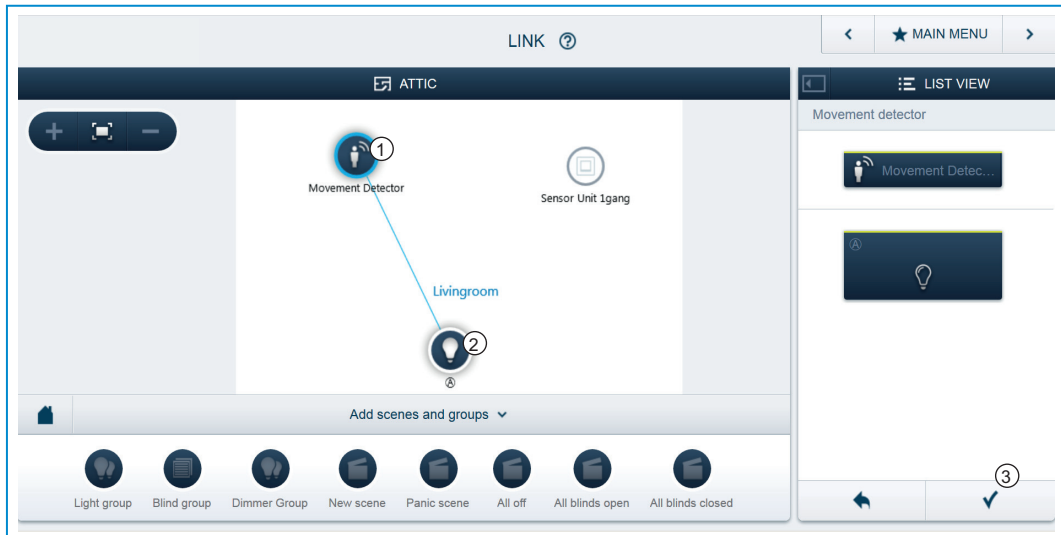 LINK ?
MAIN MENU
ATTIC
LIST VIEW
Movement detector
1
Movement Detector
Sensor Unit 1gang
Movement Detec...
Ⓐ
Livingroom
2
Ⓐ
Add scenes and groups
Light group
Blind group
Dimmer Group
New scene
Panic scene
All off
All blinds open
All blinds closed
3